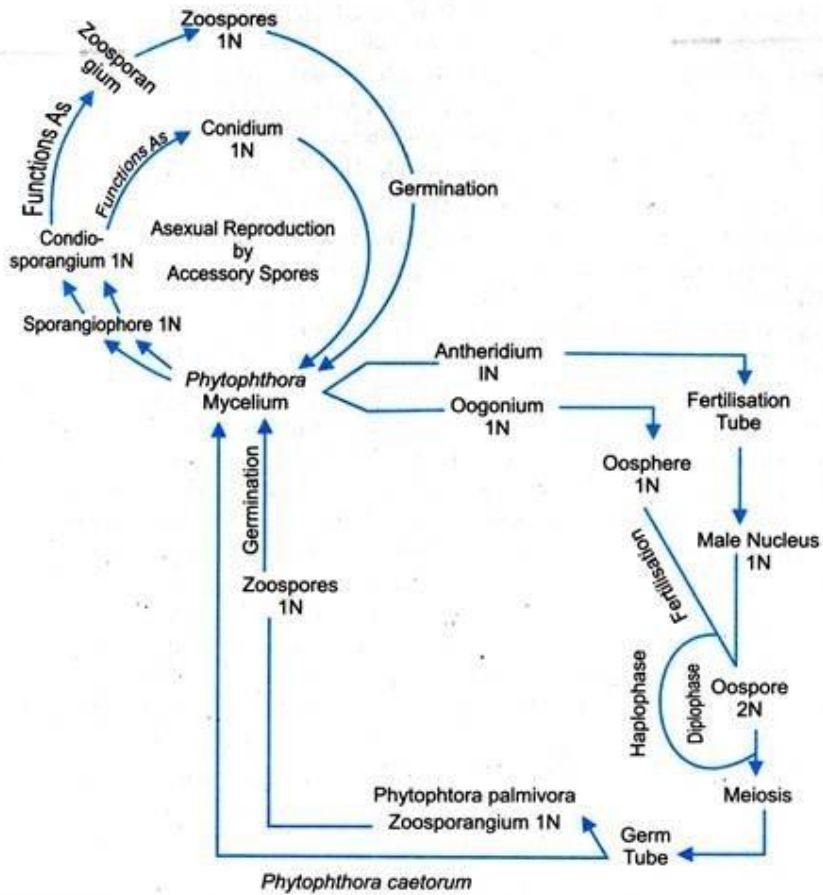 Zoospores
1N
Zoosporan
gium
Functions As
Conidium
1N
Functions As
Germination
Asexual Reproduction
by
Accessory Spores
Condio-
sporangium 1N
Sporangiophore 1N
Phytophthora
Mycelium
Antheridium
IN
Oogonium
1N
Fertilisation
Tube
Oosphere
1N
Male Nucleus
1N
Fertilisation
Germination
Zoospores
1N
Haplophase
Diplophase
Oospore
2N
Meiosis
Phytophtora palmivora
Zoosporangium 1N
Germ
Tube
Phytophthora caetorum